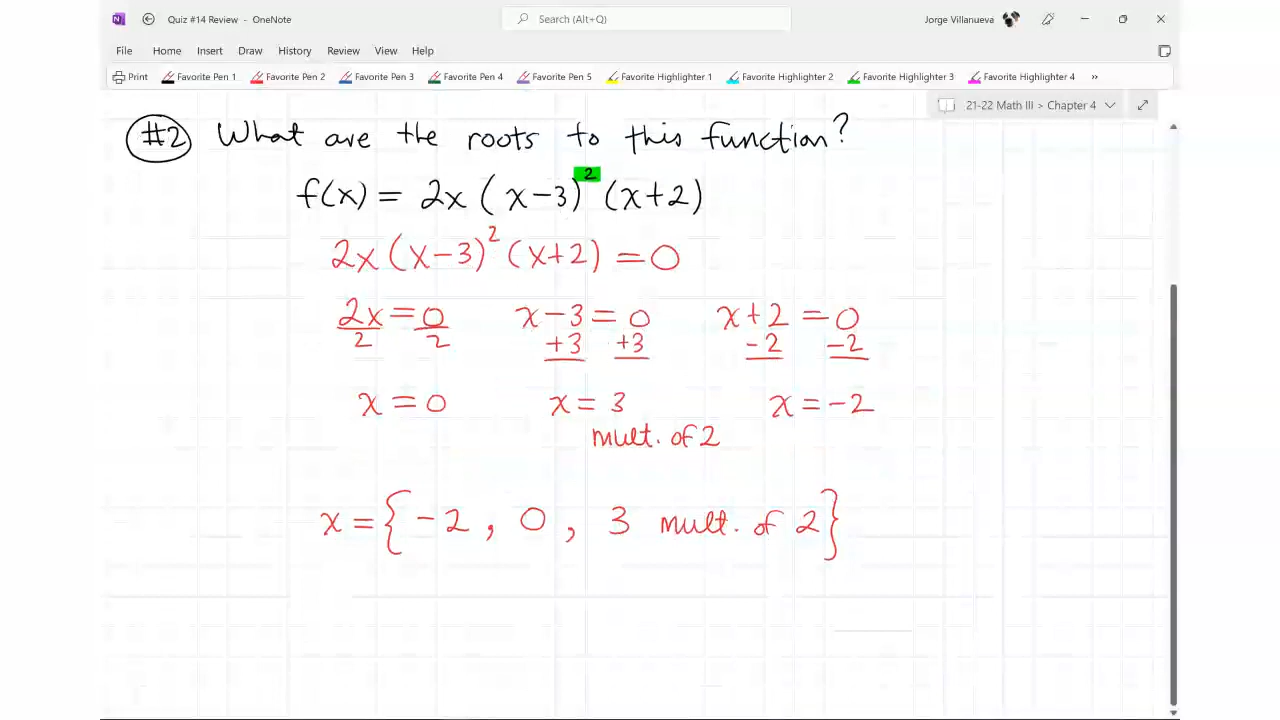 Quiz #14 Review - OneNote
Search (Alt+Q)
Jorge Villanueva
File Home Insert Draw History Review View Help
Print Favorite Pen 1 Favorite Pen 2 Favorite Pen 3 Favorite Pen 4 Favorite Pen 5 Favorite Highlighter 1 Favorite Highlighter 2 Favorite Highlighter 3 Favorite Highlighter 4 »
21-22 Math III > Chapter 4
#2 What are the roots to this function?
f(x) = 2x (x-3)² (x+2)
2x (x-3)² (x+2) = 0
2x = 0 x-3 = 0 x+2 = 0
2 2 +3 +3 -2 -2
x = 0 x = 3 x = -2
mult. of 2
x = { -2 , 0 , 3 mult. of 2 }